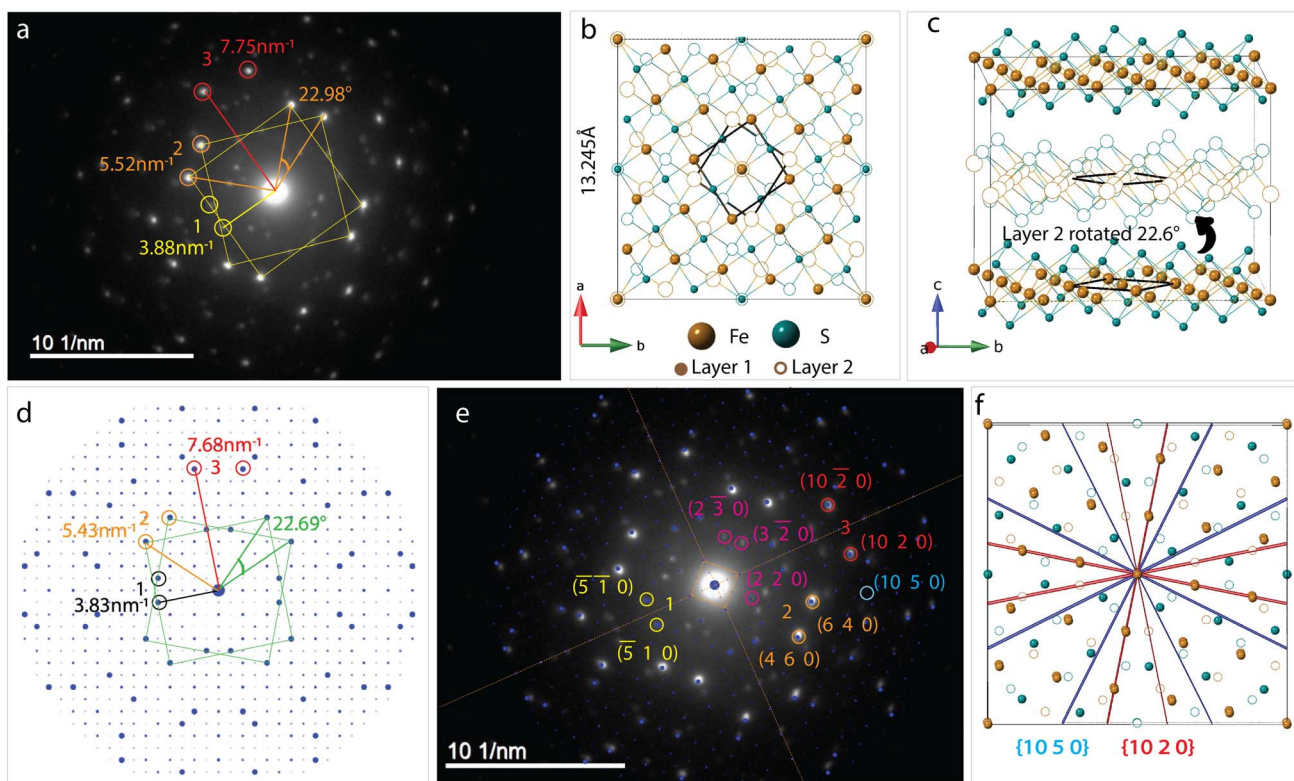 a
7.75nm⁻¹
3
22.98°
2
5.52nm⁻¹
1
3.88nm⁻¹
10 1/nm
b
13.245Å
a
b
Fe
S
Layer 1
Layer 2
c
Layer 2 rotated 22.6°
c
a
b
d
7.68nm⁻¹
3
2
5.43nm⁻¹
22.69°
1
3.83nm⁻¹
e
(10 2̅ 0)
(2 3̅ 0)
3
(3 2̅ 0)
(10 2 0)
(5̅ 1̅ 0)
(2 2 0)
(10 5 0)
1
2
(6 4 0)
(5̅ 1 0)
(4 6 0)
10 1/nm
f
{10 5 0}
{10 2 0}